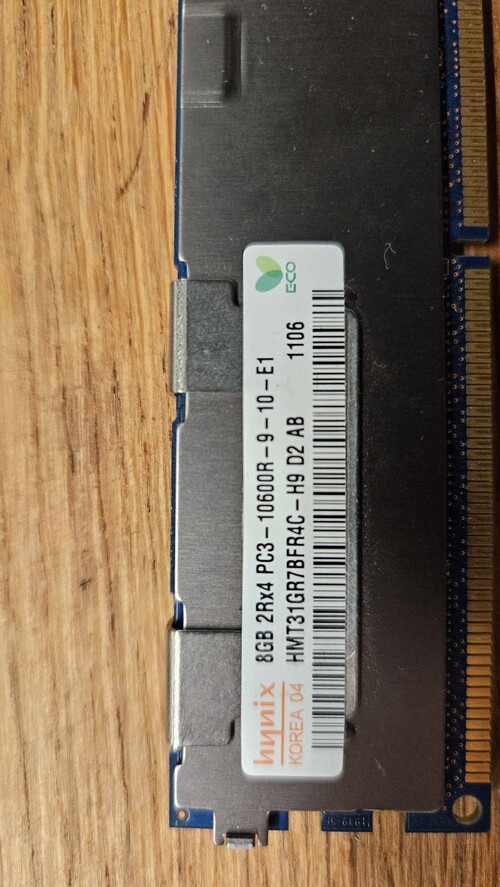 hynix
KOREA 04
8GB 2Rx4 PC3-10600R-9-10-E1
HMT31GR7BFR4C-H9 D2 AB 1106
ECO